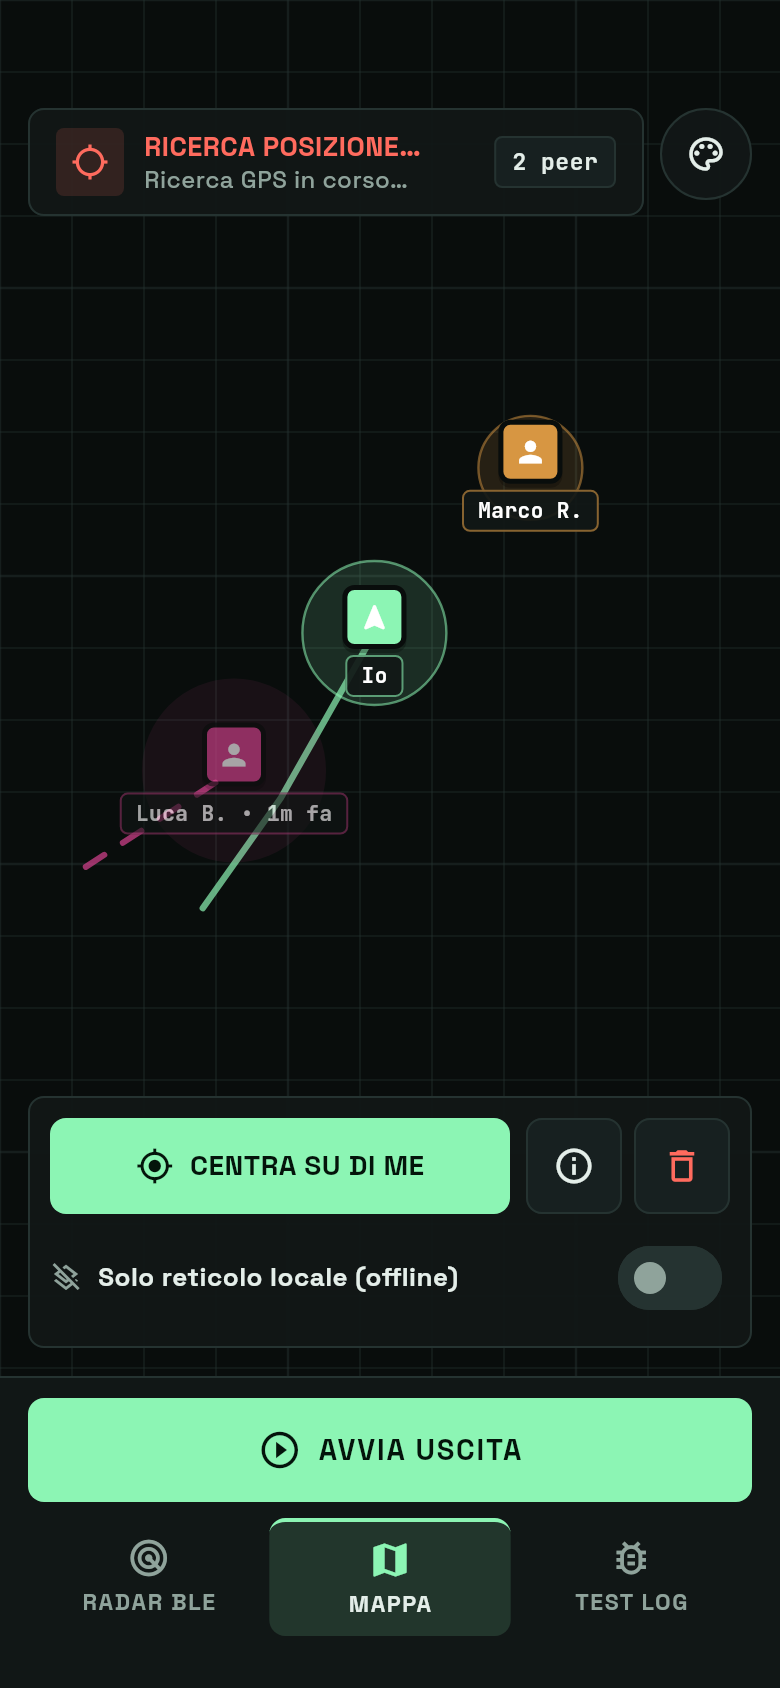 RICERCA POSIZIONE…
Ricerca GPS in corso…
2 peer
Marco R.
Io
Luca B. • 1m fa
CENTRA SU DI ME
Solo reticolo locale (offline)
AVVIA USCITA
RADAR BLE
MAPPA
TEST LOG